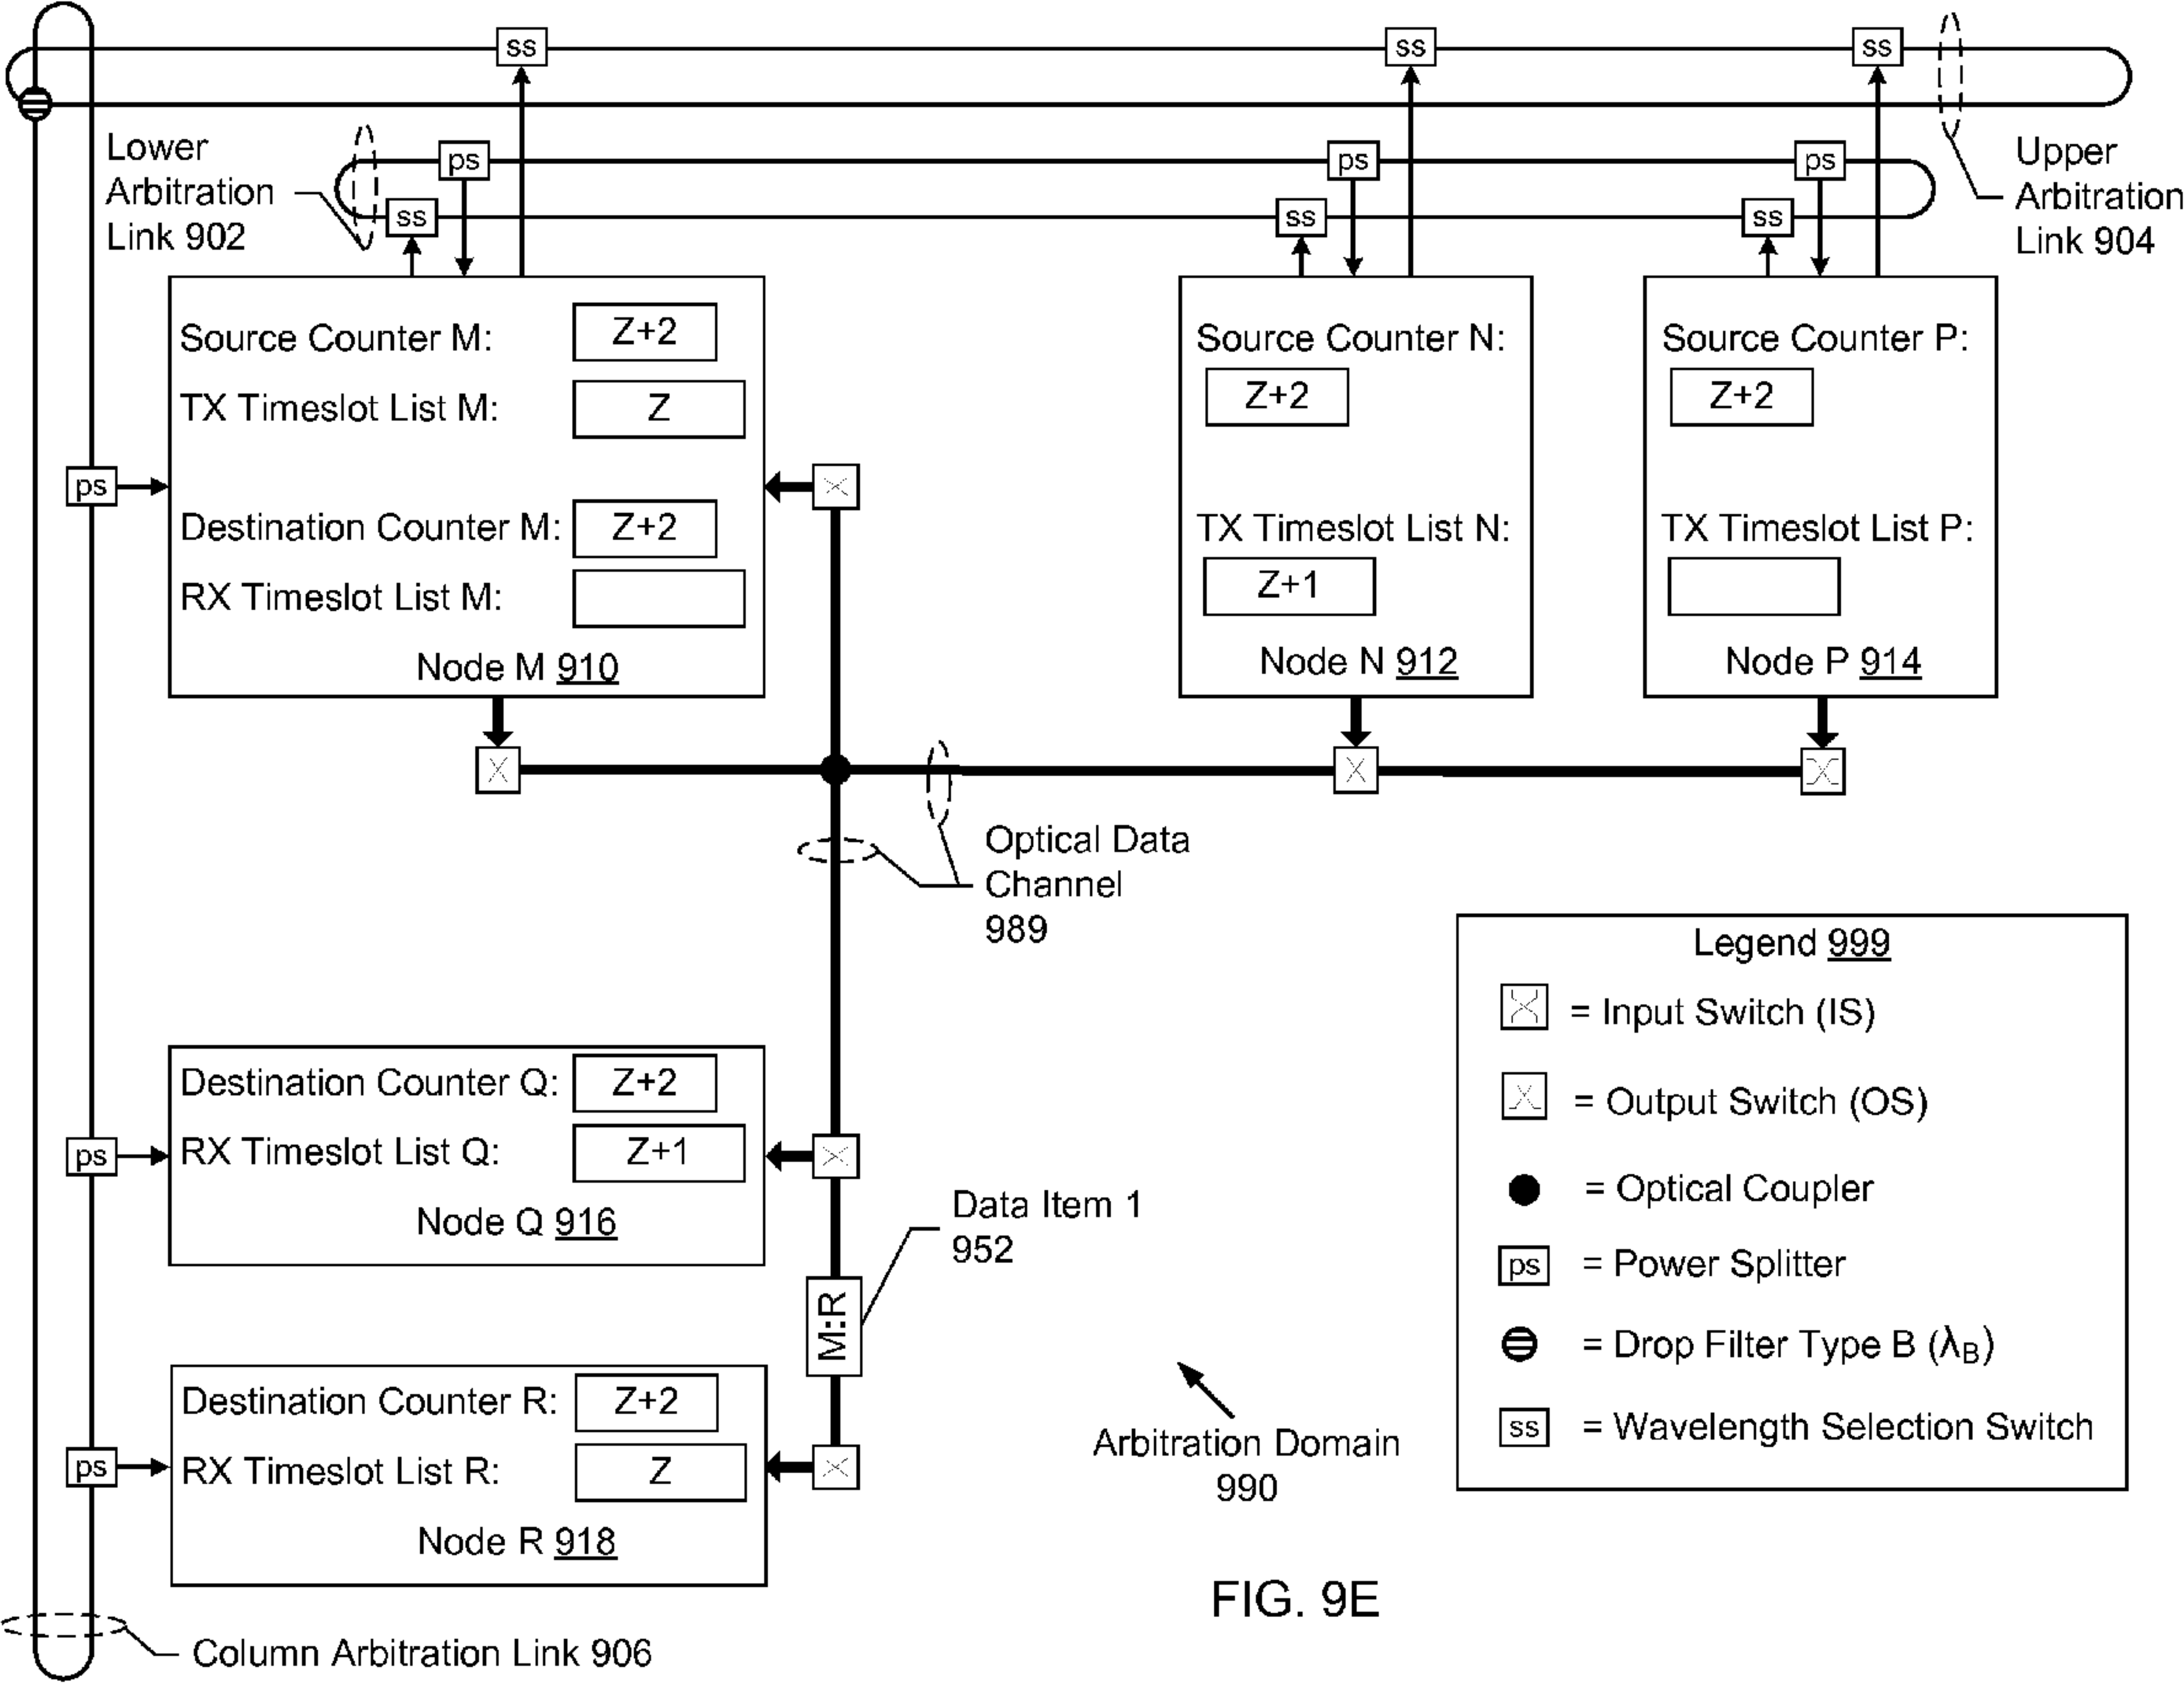 ss
ss
ss
Lower
Arbitration
Link 902
ps
ps
ps
ss
ss
ss
Upper
Arbitration
Link 904
Source Counter M:
Z+2
TX Timeslot List M:
Z
Destination Counter M:
Z+2
RX Timeslot List M:
Node M 910
ps
Source Counter N:
Z+2
TX Timeslot List N:
Z+1
Node N 912
Source Counter P:
Z+2
TX Timeslot List P:
Node P 914
Optical Data
Channel
989
Destination Counter Q:
Z+2
RX Timeslot List Q:
Z+1
Node Q 916
ps
Data Item 1
952
M:R
Destination Counter R:
Z+2
RX Timeslot List R:
Z
Node R 918
ps
Arbitration Domain
990
Legend 999
= Input Switch (IS)
= Output Switch (OS)
= Optical Coupler
ps = Power Splitter
= Drop Filter Type B (λB)
ss = Wavelength Selection Switch
FIG. 9E
Column Arbitration Link 906